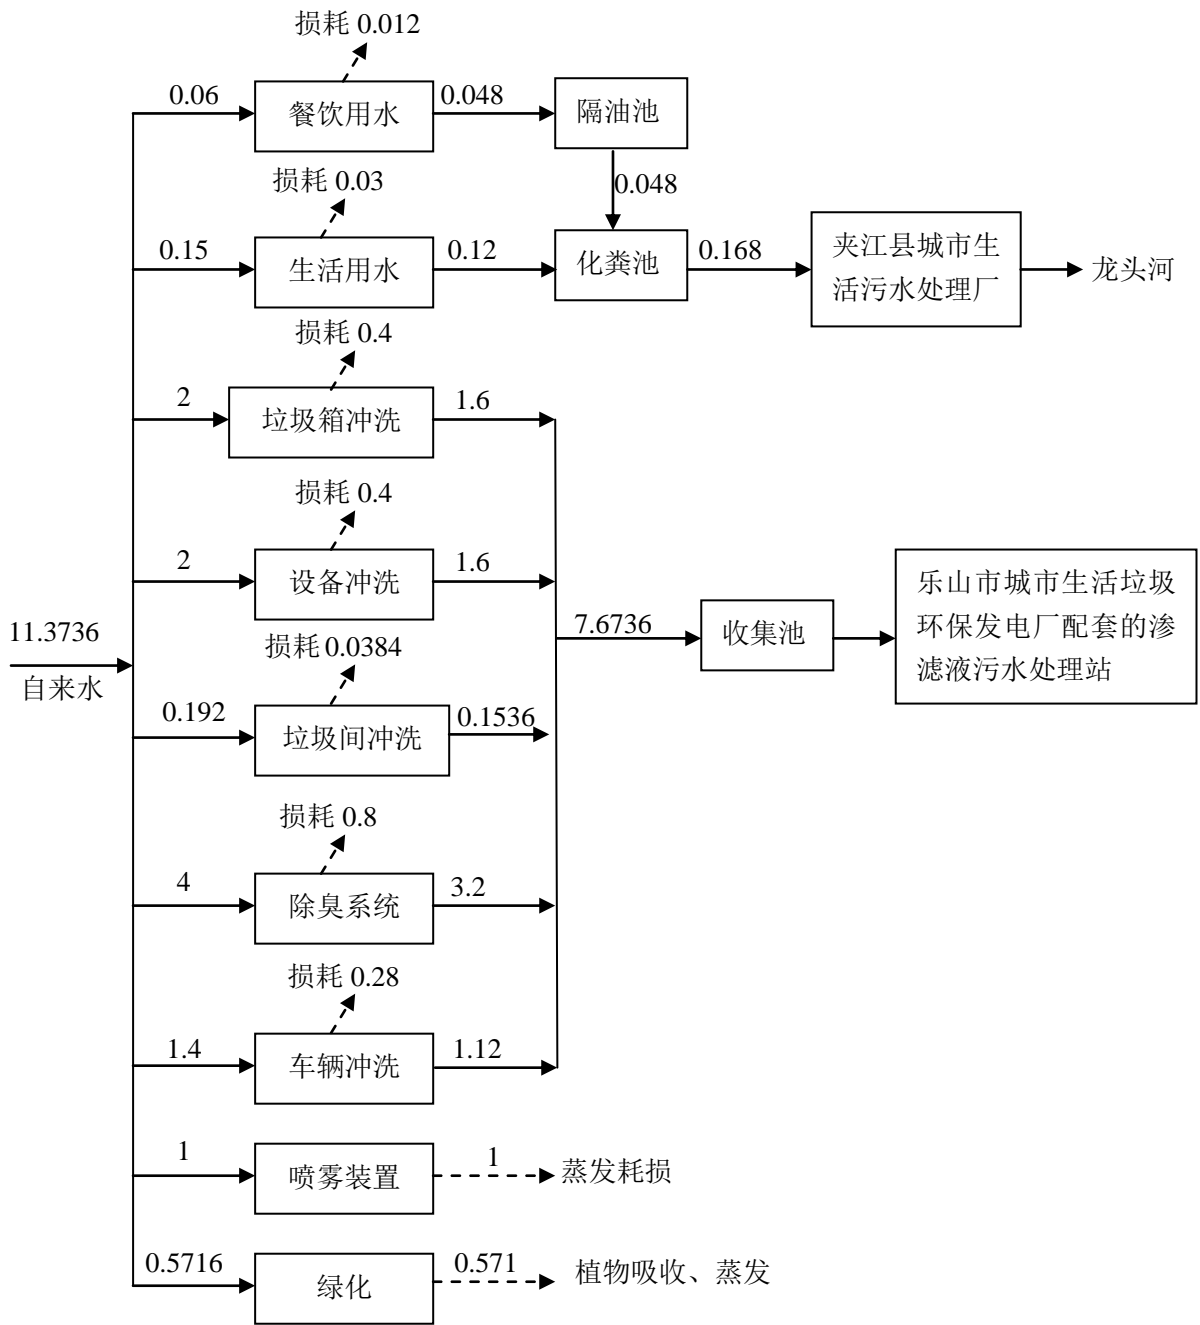 损耗 0.012
0.06
餐饮用水
0.048
隔油池
0.048
损耗 0.03
0.15
生活用水
0.12
化粪池
0.168
夹江县城市生
活污水处理厂
龙头河
损耗 0.4
2
垃圾箱冲洗
1.6
损耗 0.4
2
设备冲洗
1.6
11.3736
自来水
7.6736
收集池
乐山市城市生活垃圾
环保发电厂配套的渗
滤液污水处理站
损耗 0.0384
0.192
垃圾间冲洗
0.1536
损耗 0.8
4
除臭系统
3.2
损耗 0.28
1.4
车辆冲洗
1.12
1
喷雾装置
1
蒸发耗损
0.5716
绿化
0.571
植物吸收、蒸发